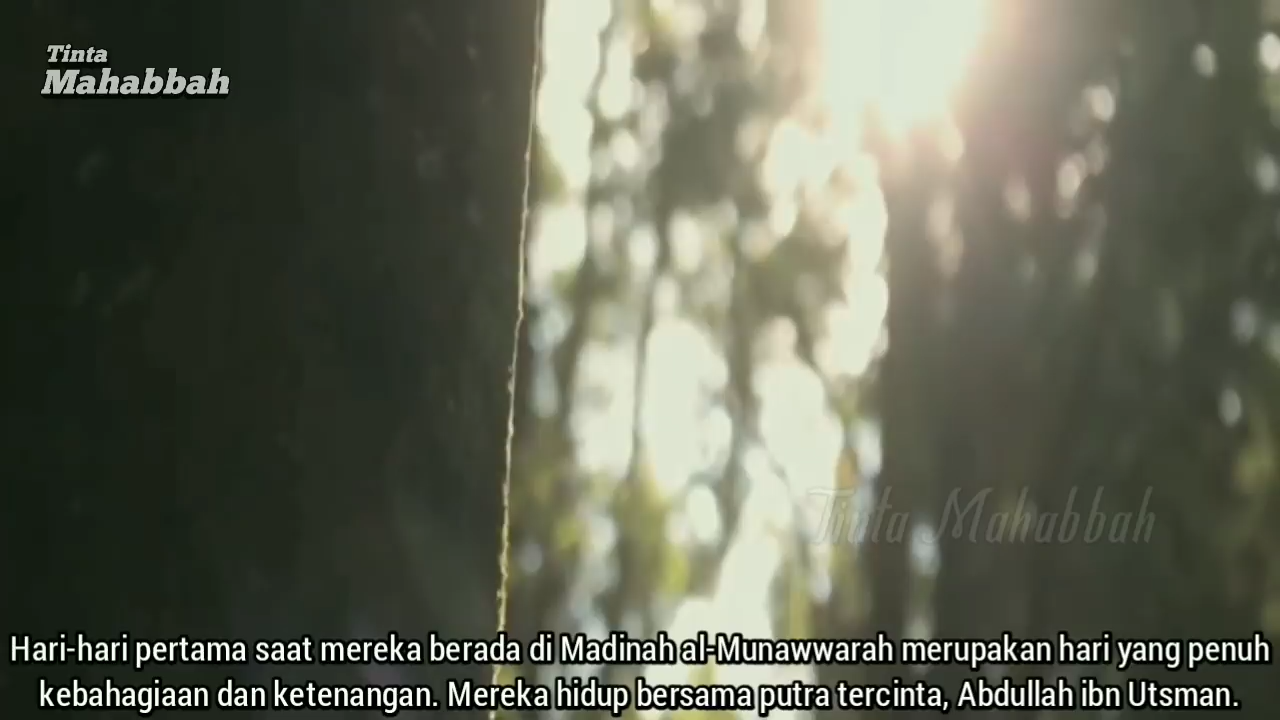 Tinta
Mahabbah
Tinta Mahabbah
Hari-hari pertama saat mereka berada di Madinah al-Munawwarah merupakan hari yang penuh
kebahagiaan dan ketenangan. Mereka hidup bersama putra tercinta, Abdullah ibn Utsman.